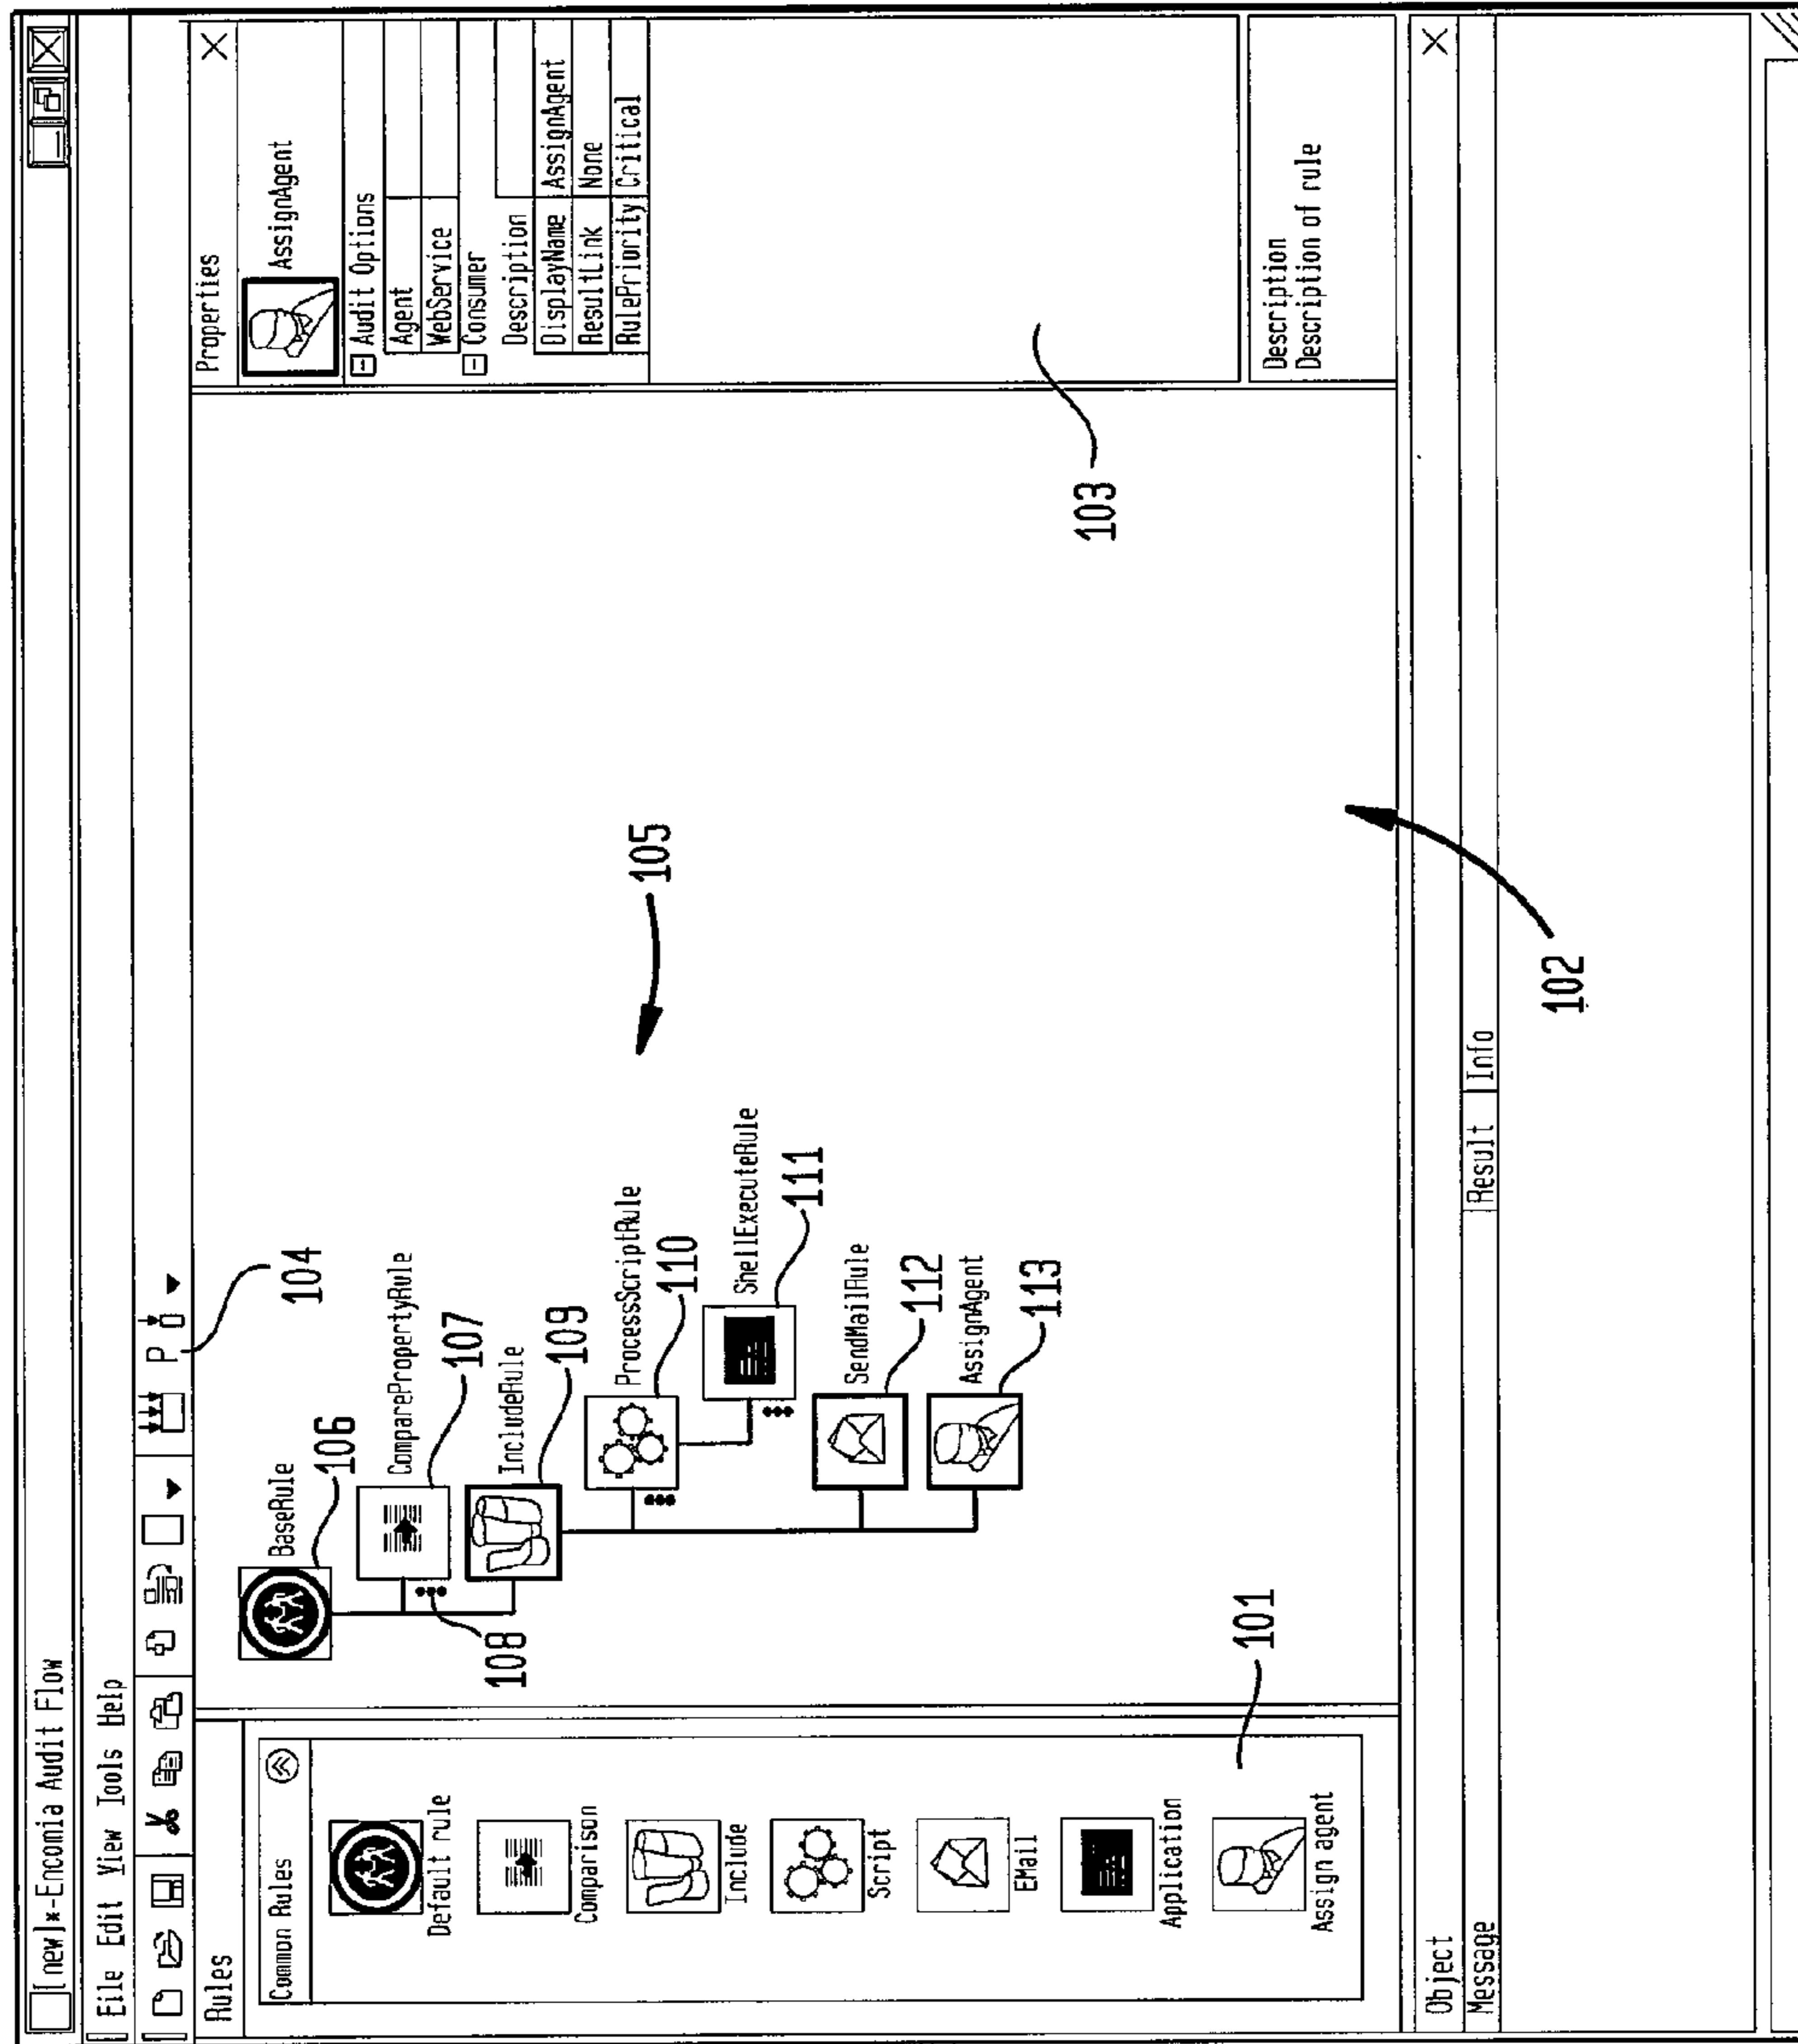 [new]*-Encomia Audit Flow
File Edit View Tools Help
P
104
Rules
Common Rules
Default rule
Comparison
Include
Script
EMail
Application
Assign agent
101
BaseRule
106
ComparePropertyRule
107
108
IncludeRule
109
ProcessScriptRule
110
ShellExecuteRule
111
SendMailRule
112
AssignAgent
113
105
102
Properties
AssignAgent
Audit Options
Agent
WebService
Consumer
Description
DisplayName AssignAgent
ResultLink None
RulePriority Critical
103
Description
Description of rule
Object
Message Result Info